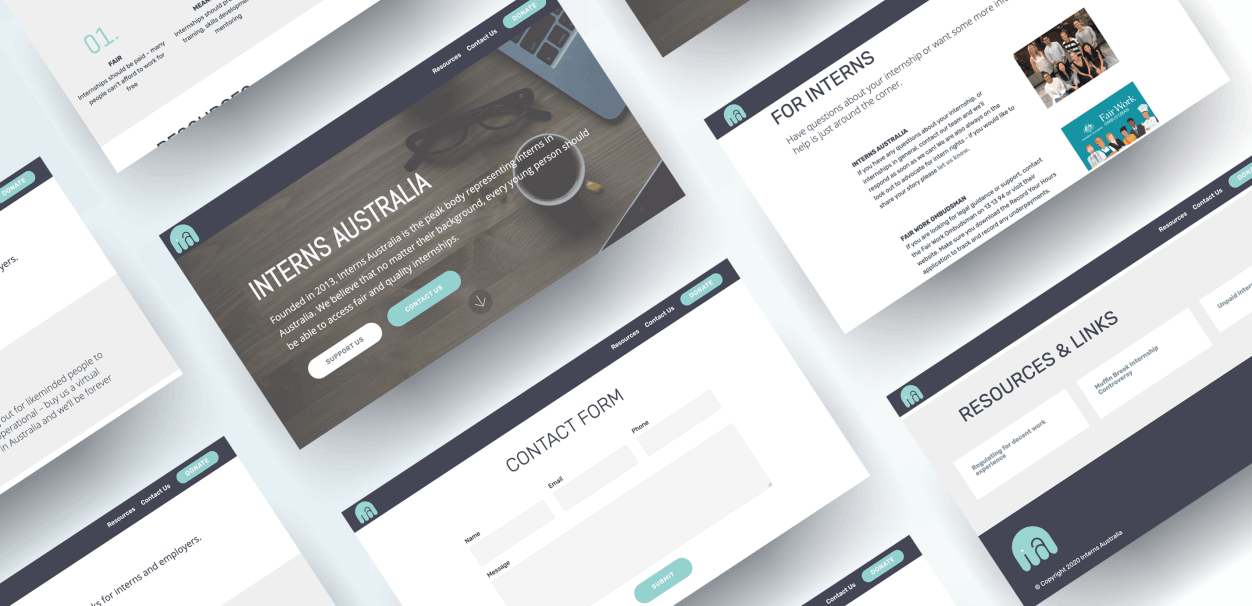 01.
FAIR
Internships should be paid – many
people can't afford to work for
free
Internships should
training, skills
mentoring
RESOURCES
DONATE
yers.
out for likeminded people to
perational – buy us a virtual
in Australia and we'll be forever
Resources
Contact Us
DONATE
ks for interns and employers.
Resources
Contact Us
DONATE
ia
INTERNS AUSTRALIA
Founded in 2013, Interns Australia is the peak body representing interns in
Australia. We believe that no matter their background, every young person should
be able to access fair and quality internships.
SUPPORT US
CONTACT US
Resources
Contact Us
DONATE
ia
CONTACT FORM
Name
Email
Phone
Message
SUBMIT
Contact Us
DONATE
ia
FOR INTERNS
Have questions about your internship or want some more
help is just around the corner.
INTERNS AUSTRALIA
If you have any questions about your internship, or
internships in general, contact our team and we'll
respond as soon as we can! We are also always on the
look out to advocate for intern rights - if you would like to
share your story please let us know.
FAIR WORK OMBUDSMAN
If you are looking for legal guidance or support, contact
the Fair Work Ombudsman on 13 13 94 or visit their
website. Make sure you download the Record Your Hours
application to track and record any underpayments.
Fair Work
OMBUDSMAN
Resources
Contact Us
ia
RESOURCES & LINKS
Regulating for decent work
experience
Muffin Break Internship
Controversy
Unpaid
ia
© Copyright 2020 Interns Australia